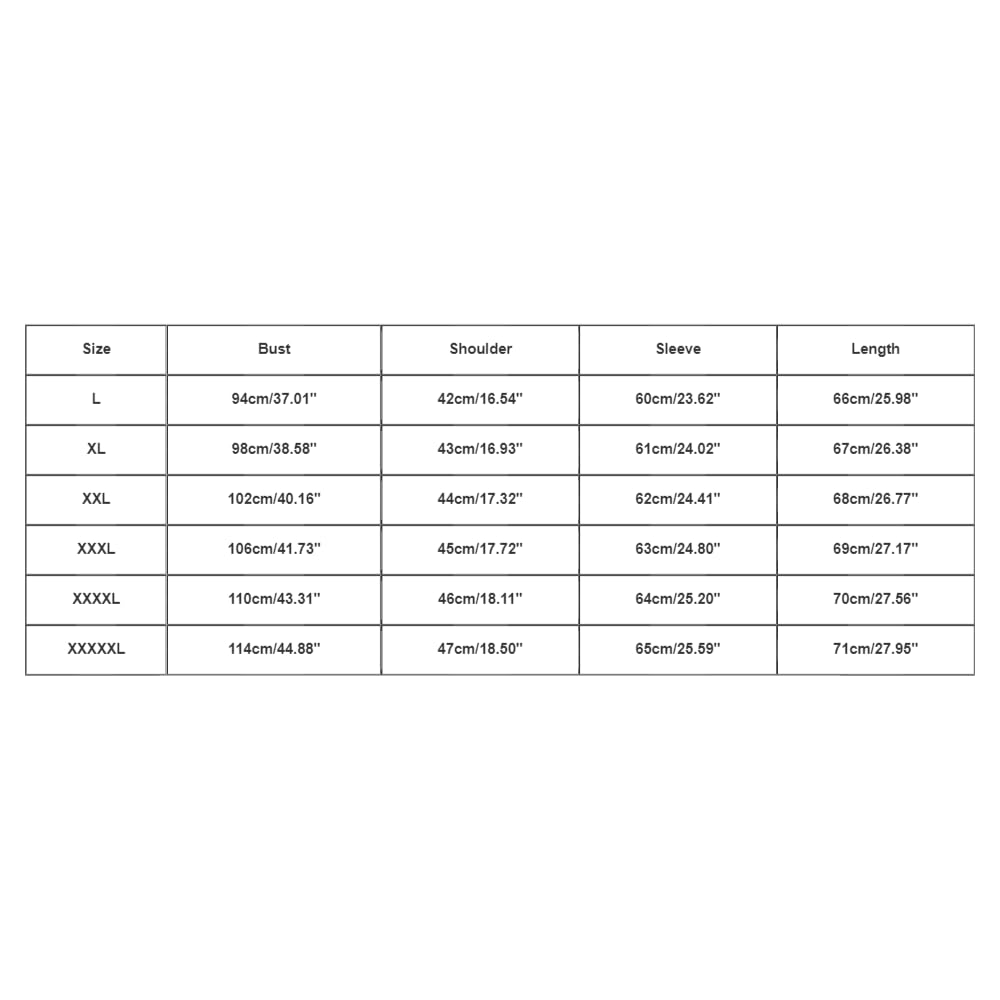 Size Bust Shoulder Sleeve Length
L 94cm/37.01" 42cm/16.54" 60cm/23.62" 66cm/25.98"
XL 98cm/38.58" 43cm/16.93" 61cm/24.02" 67cm/26.38"
XXL 102cm/40.16" 44cm/17.32" 62cm/24.41" 68cm/26.77"
XXXL 106cm/41.73" 45cm/17.72" 63cm/24.80" 69cm/27.17"
XXXXL 110cm/43.31" 46cm/18.11" 64cm/25.20" 70cm/27.56"
XXXXXL 114cm/44.88" 47cm/18.50" 65cm/25.59" 71cm/27.95"